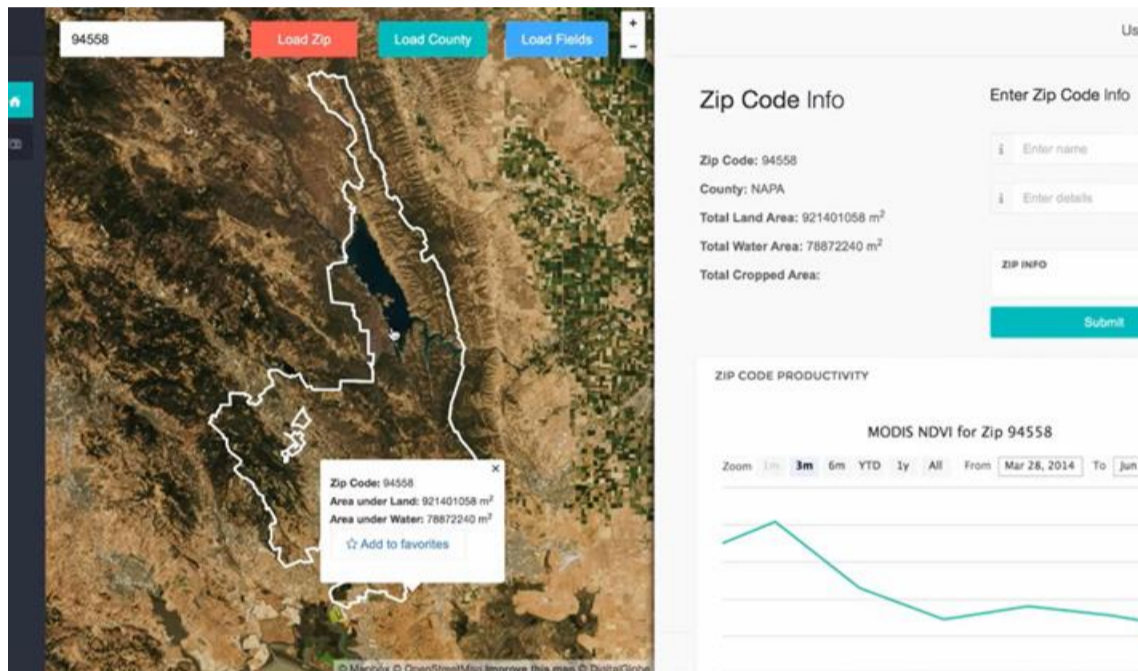 94558
Load Zip
Load County
Load Fields
+
−
Zip Code: 94558
Area under Land: 921401058 m²
Area under Water: 78872240 m²
☆ Add to favorites
×
© Mapbox © OpenStreetMap Improve this map © DigitalGlobe
Us
Zip Code Info
Zip Code: 94558
County: NAPA
Total Land Area: 921401058 m²
Total Water Area: 78872240 m²
Total Cropped Area:
Enter Zip Code Info
Enter name
Enter details
ZIP INFO
Submit
ZIP CODE PRODUCTIVITY
MODIS NDVI for Zip 94558
Zoom 1m 3m 6m YTD 1y All From Mar 28, 2014 To Jun